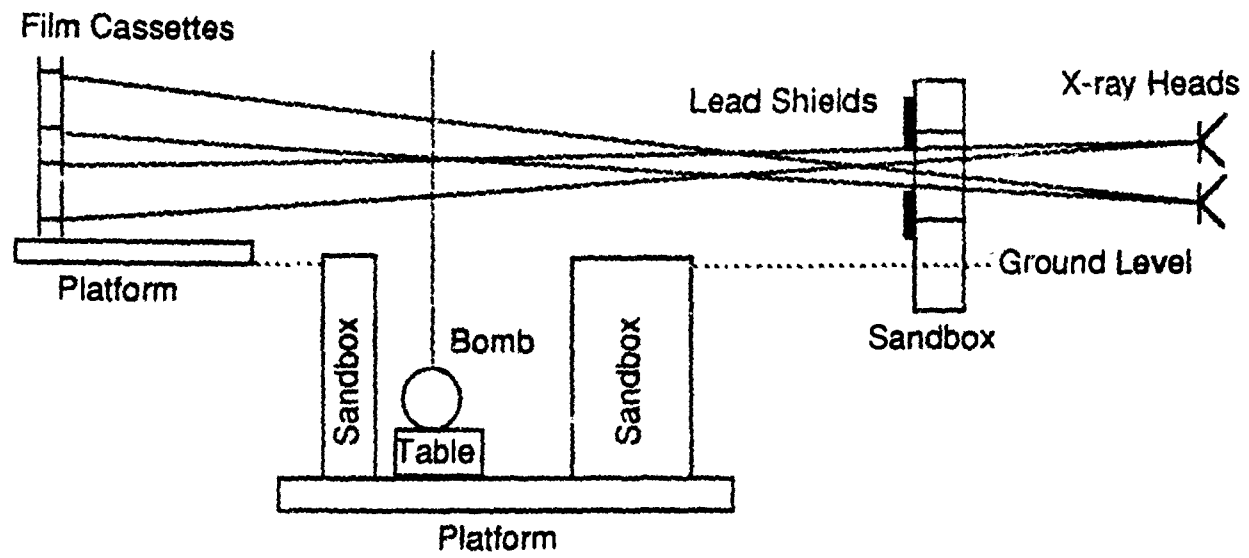 Film Cassettes
X-ray Heads
Lead Shields
Ground Level
Platform
Sandbox
Bomb
Sandbox
Sandbox
Table
Platform